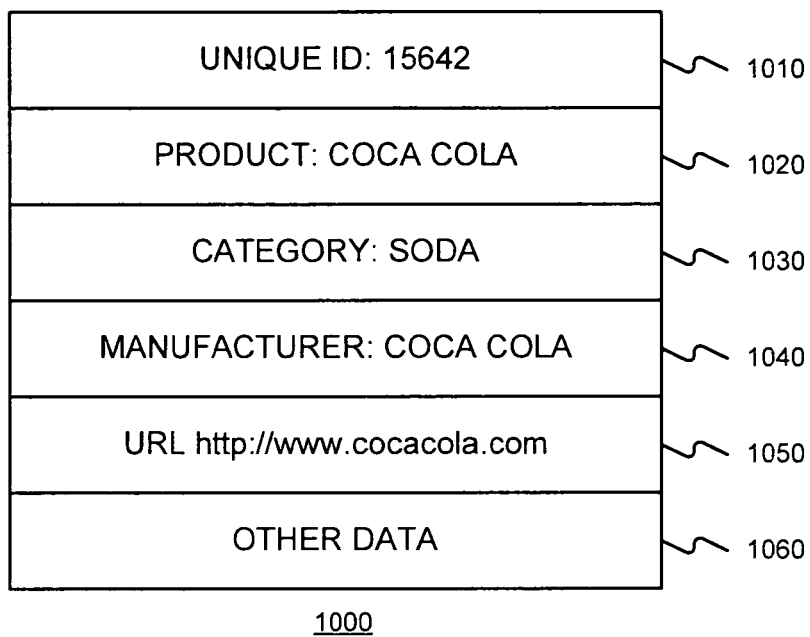 UNIQUE ID: 15642
1010
PRODUCT: COCA COLA
1020
CATEGORY: SODA
1030
MANUFACTURER: COCA COLA
1040
URL http://www.cocacola.com
1050
OTHER DATA
1060
1000